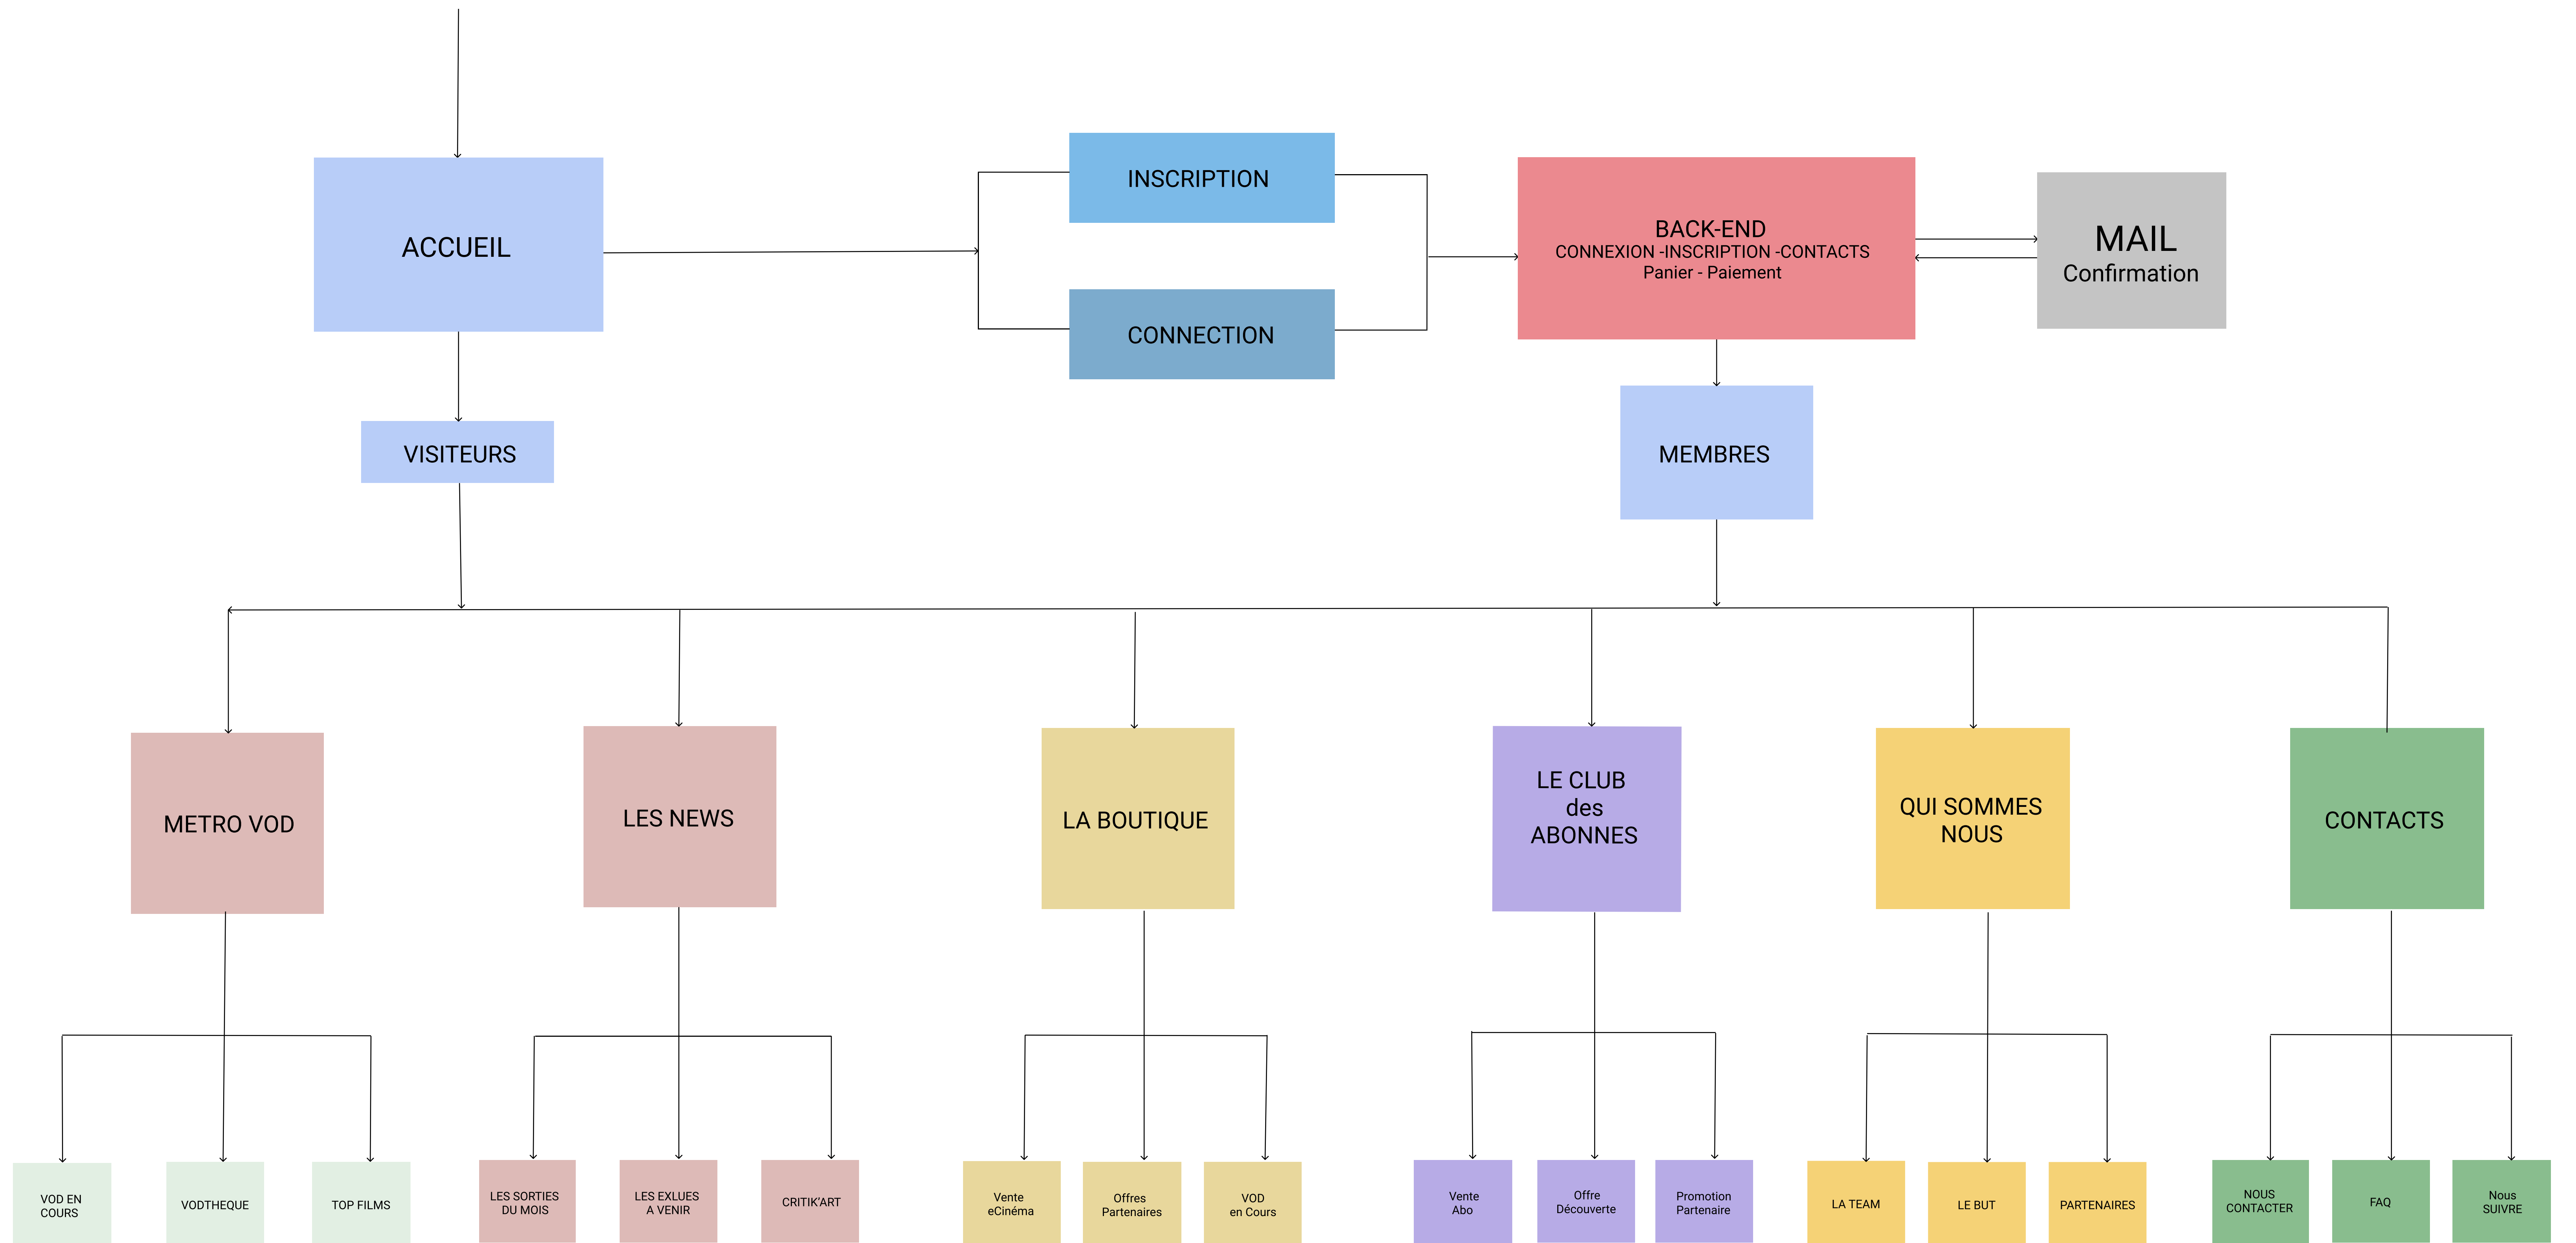 ACCUEIL
INSCRIPTION
CONNECTION
BACK-END
CONNEXION -INSCRIPTION -CONTACTS
Panier - Paiement
MAIL
Confirmation
VISITEURS
MEMBRES
METRO VOD
LES NEWS
LA BOUTIQUE
LE CLUB
des
ABONNES
QUI SOMMES
NOUS
CONTACTS
VOD EN
COURS
VODTHEQUE
TOP FILMS
LES SORTIES
DU MOIS
LES EXLUES
A VENIR
CRITIK'ART
Vente
eCinéma
Offres
Partenaires
VOD
en Cours
Vente
Abo
Offre
Découverte
Promotion
Partenaire
LA TEAM
LE BUT
PARTENAIRES
NOUS
CONTACTER
FAQ
Nous
SUIVRE